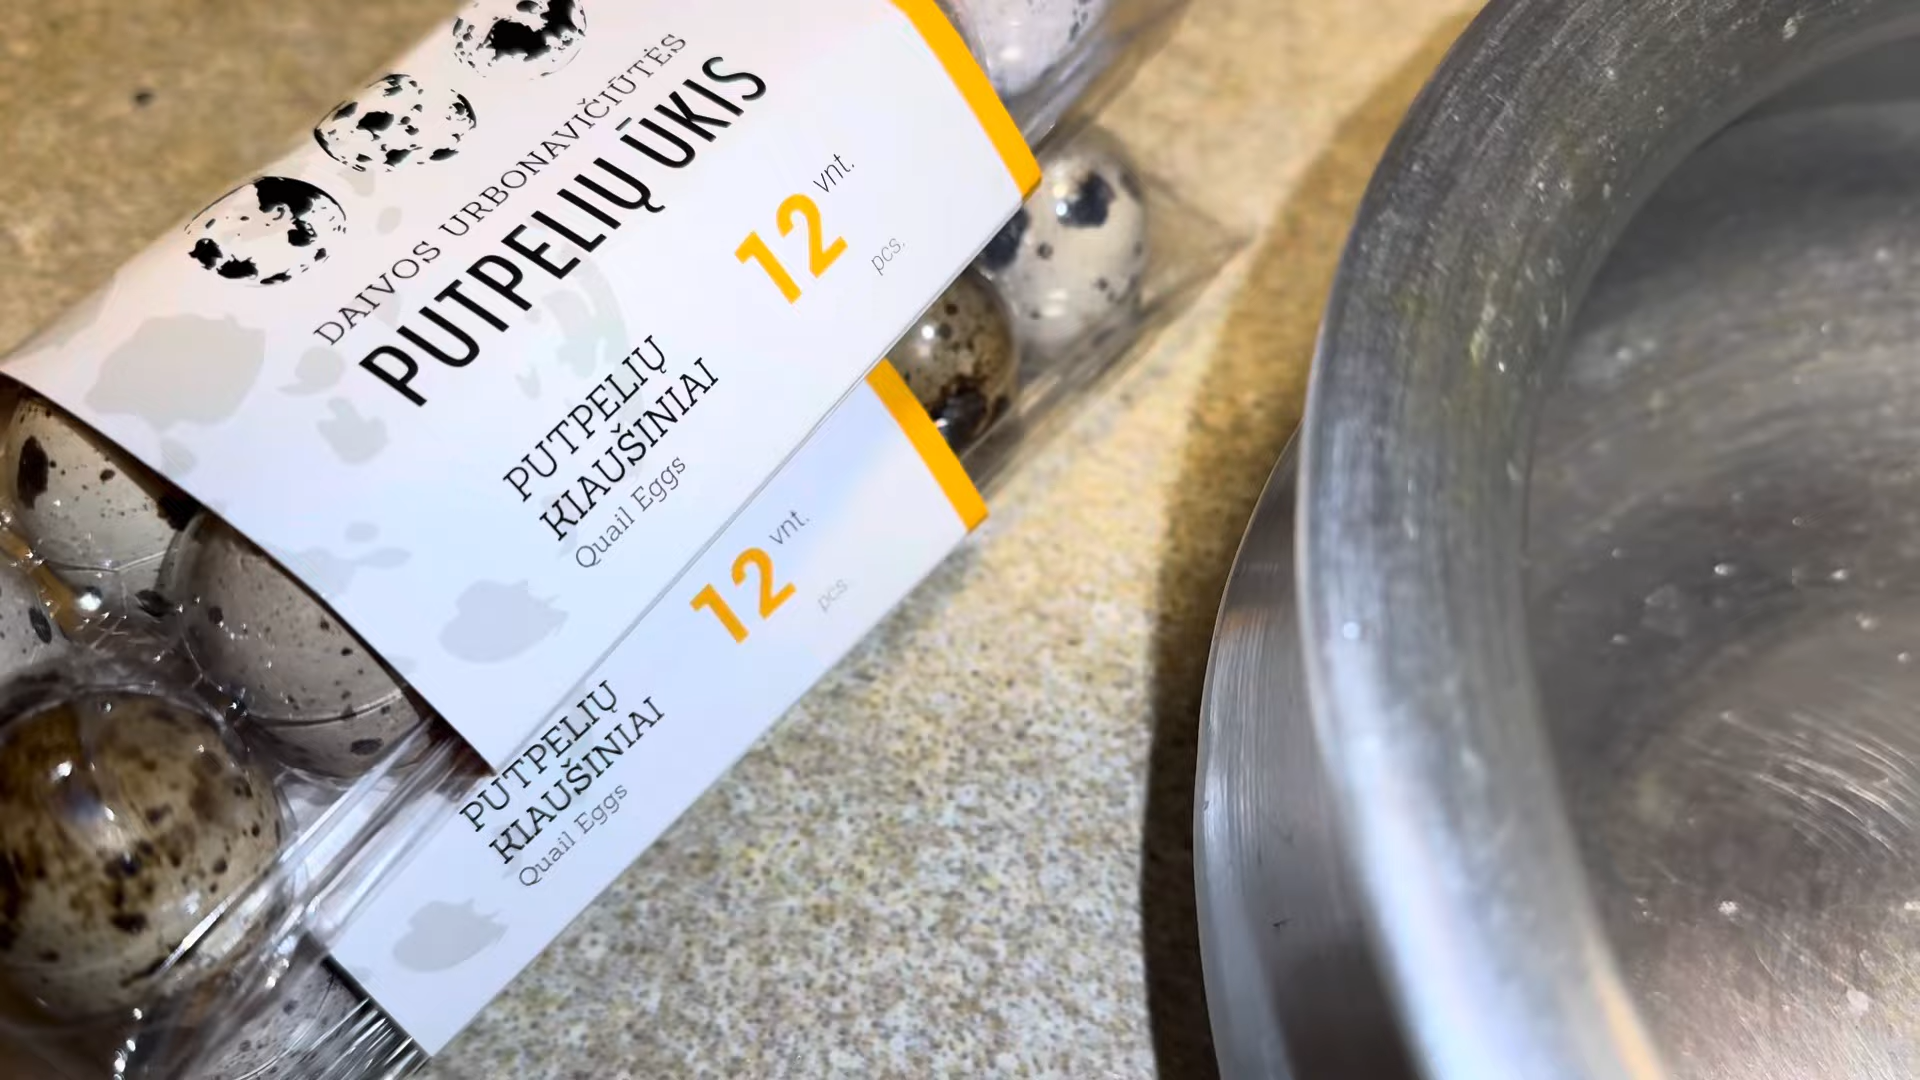 DAIVOS URBONAVIČIŪTĖS
PUTPELIŲ ŪKIS
12 vnt.
pcs.
PUTPELIŲ
KIAUŠINIAI
Quail Eggs
12 vnt.
pcs.
PUTPELIŲ
KIAUŠINIAI
Quail Eggs